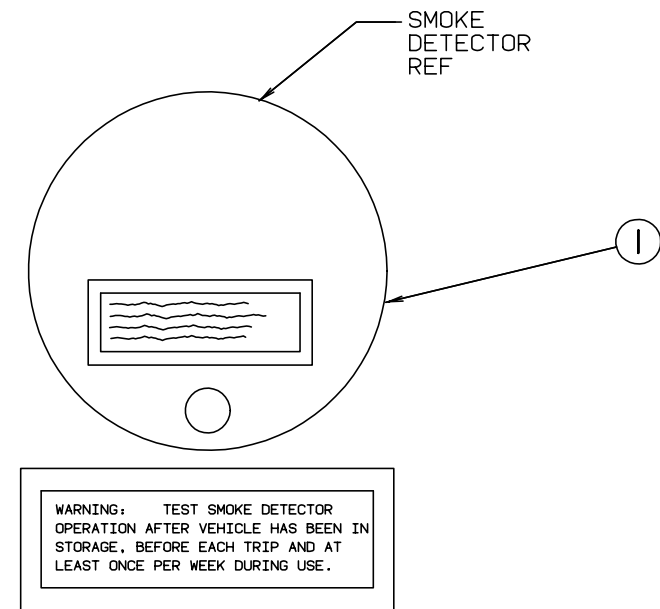 SMOKE
DETECTOR
REF
1
WARNING: TEST SMOKE DETECTOR
OPERATION AFTER VEHICLE HAS BEEN IN
STORAGE, BEFORE EACH TRIP AND AT
LEAST ONCE PER WEEK DURING USE.